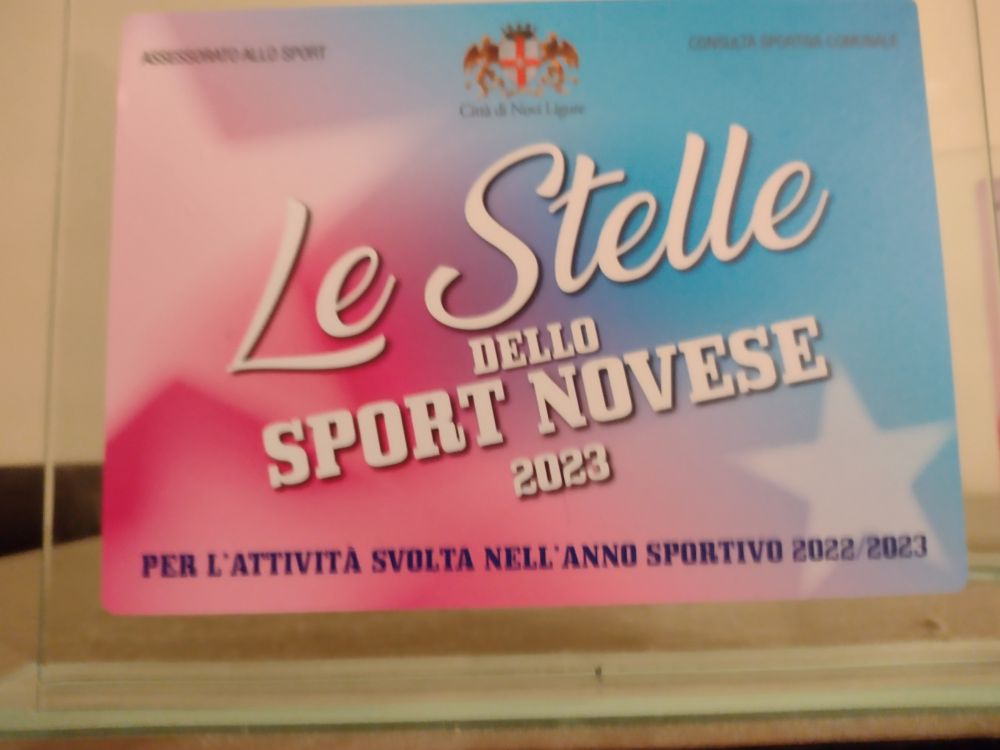 ASSESSORATO ALLO SPORT
CONSULTA SPORTIVA COMUNALE
Città di Novi Ligure
Le Stelle
DELLO
SPORT NOVESE
2023
PER L'ATTIVITÀ SVOLTA NELL'ANNO SPORTIVO 2022/2023